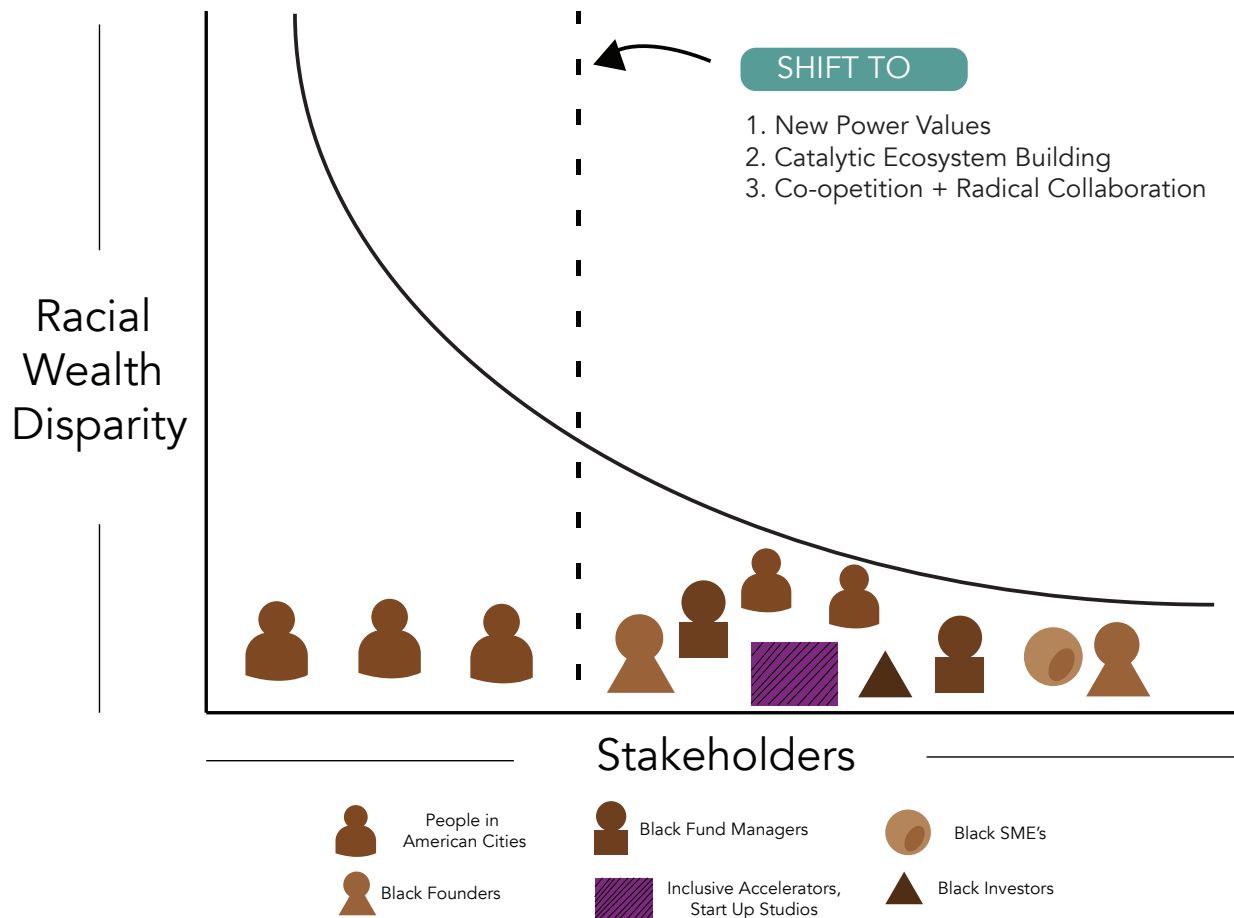 SHIFT TO
1. New Power Values
2. Catalytic Ecosystem Building
3. Co-opetition + Radical Collaboration
Racial
Wealth
Disparity
Stakeholders
People in
American Cities
Black Fund Managers
Black SME's
Black Founders
Inclusive Accelerators,
Start Up Studios
Black Investors